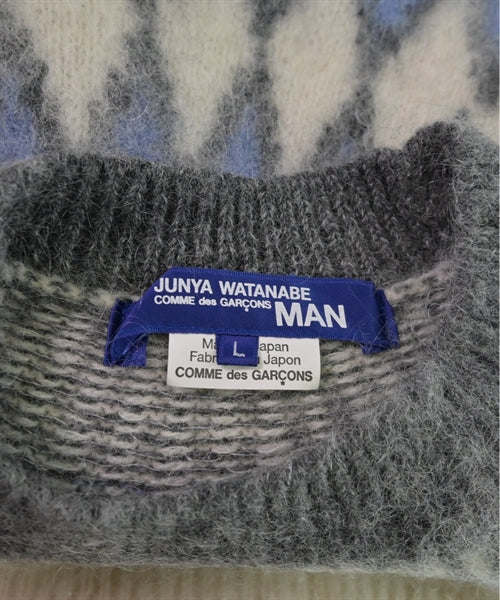 JUNYA WATANABE
COMME des GARÇONS
MAN
L
Japan
Japon
COMME des GARÇONS